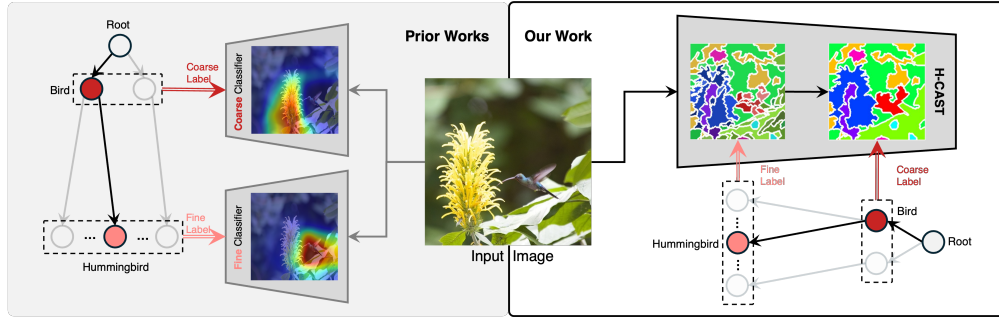 Root
Prior Works
Our Work
Coarse
Label
Bird
Coarse Classifier
H-CAST
Fine
Label
Coarse
Label
Fine
Label
Fine Classifier
Bird
Hummingbird
Root
...
...
Hummingbird
Input Image
...
...